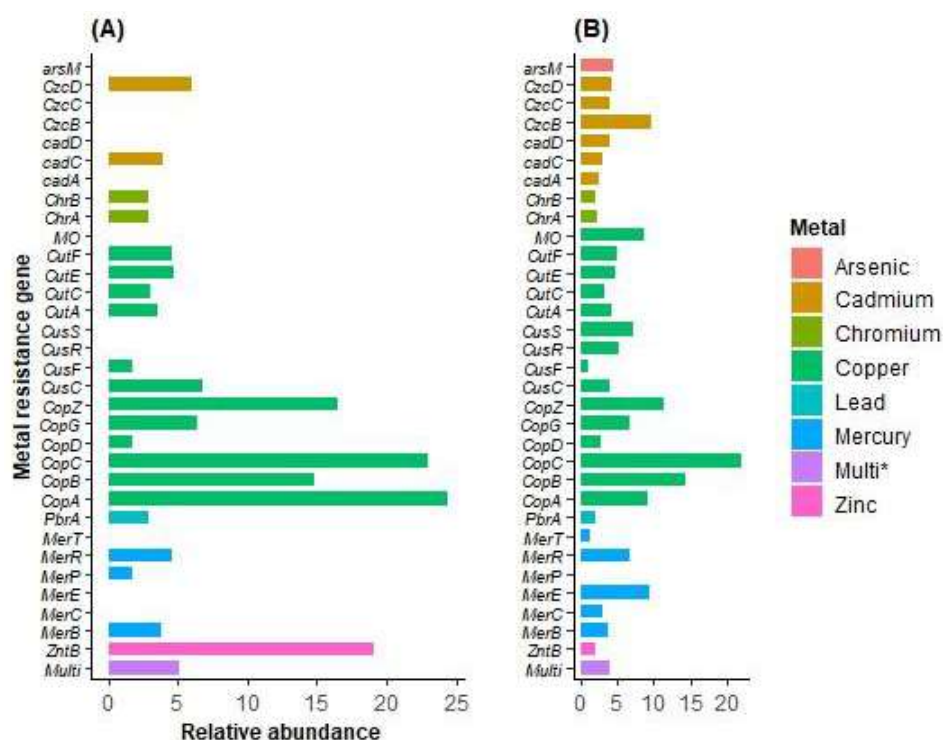 (A)
(B)
Metal resistance gene
arsM
CzcD
CzcC
CzcB
cadD
cadC
cadA
ChrB
ChrA
MO
CutF
CutE
CutC
CutA
CusS
CusR
CusF
CusC
CopZ
CopG
CopD
CopC
CopB
CopA
PbrA
MerT
MerR
MerP
MerE
MerC
MerB
ZntB
Multi
0 5 10 15 20 25
Relative abundance
arsM
CzcD
CzcC
CzcB
cadD
cadC
cadA
ChrB
ChrA
MO
CutF
CutE
CutC
CutA
CusS
CusR
CusF
CusC
CopZ
CopG
CopD
CopC
CopB
CopA
PbrA
MerT
MerR
MerP
MerE
MerC
MerB
ZntB
Multi
0 5 10 15 20
Metal
Arsenic
Cadmium
Chromium
Copper
Lead
Mercury
Multi*
Zinc